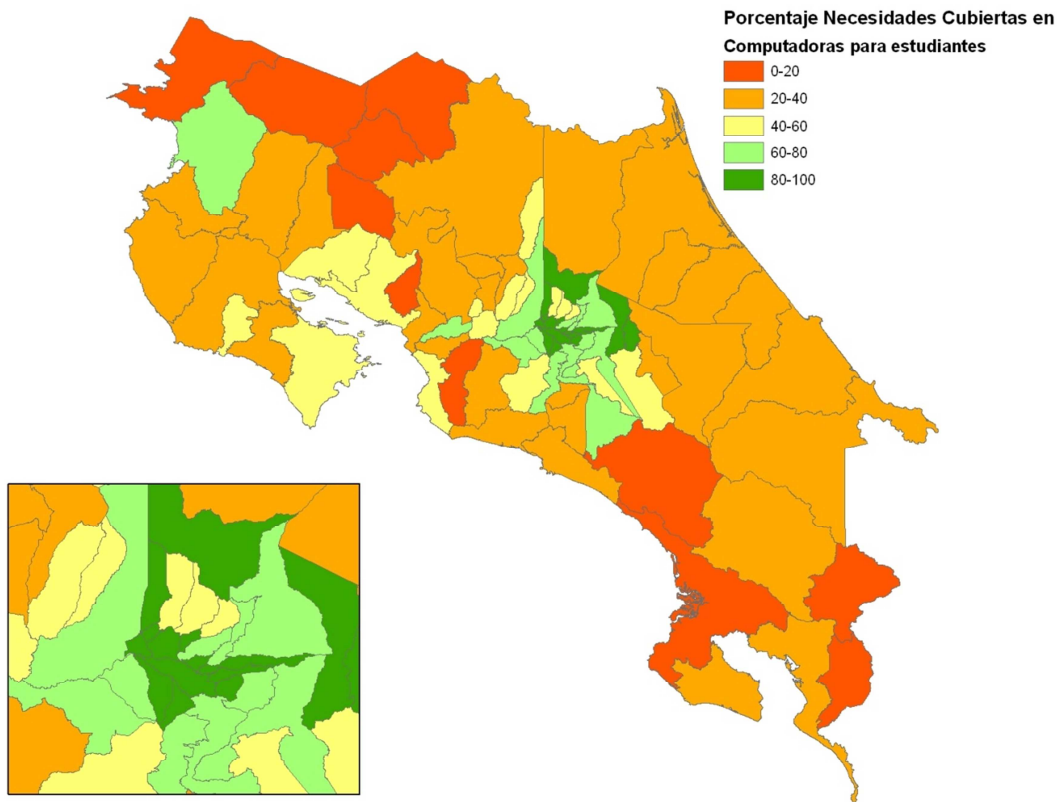 Porcentaje Necesidades Cubiertas en
Computadoras para estudiantes
0-20
20-40
40-60
60-80
80-100